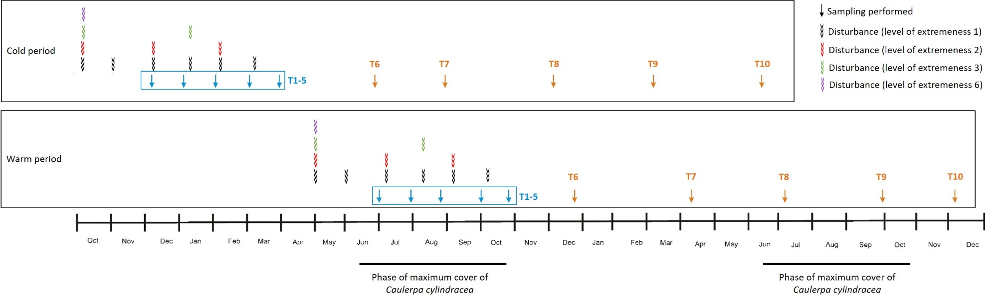 Sampling performed
Disturbance (level of extremeness 1)
Disturbance (level of extremeness 2)
Disturbance (level of extremeness 3)
Disturbance (level of extremeness 6)
Cold period
T6 T7 T8 T9 T10
T1-5
Warm period
T6 T7 T8 T9 T10
T1-5
Oct Nov Dec Jan Feb Mar Apr May Jun Jul Aug Sep Oct Nov Dec Jan Feb Mar Apr May Jun Jul Aug Sep Oct Nov Dec
Phase of maximum cover of
Caulerpa cylindracea
Phase of maximum cover of
Caulerpa cylindracea